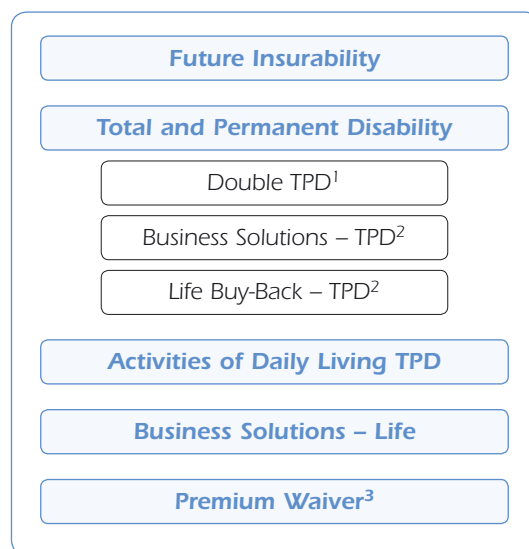 Future Insurability
Total and Permanent Disability
Double TPD¹
Business Solutions – TPD²
Life Buy-Back – TPD²
Activities of Daily Living TPD
Business Solutions – Life
Premium Waiver³